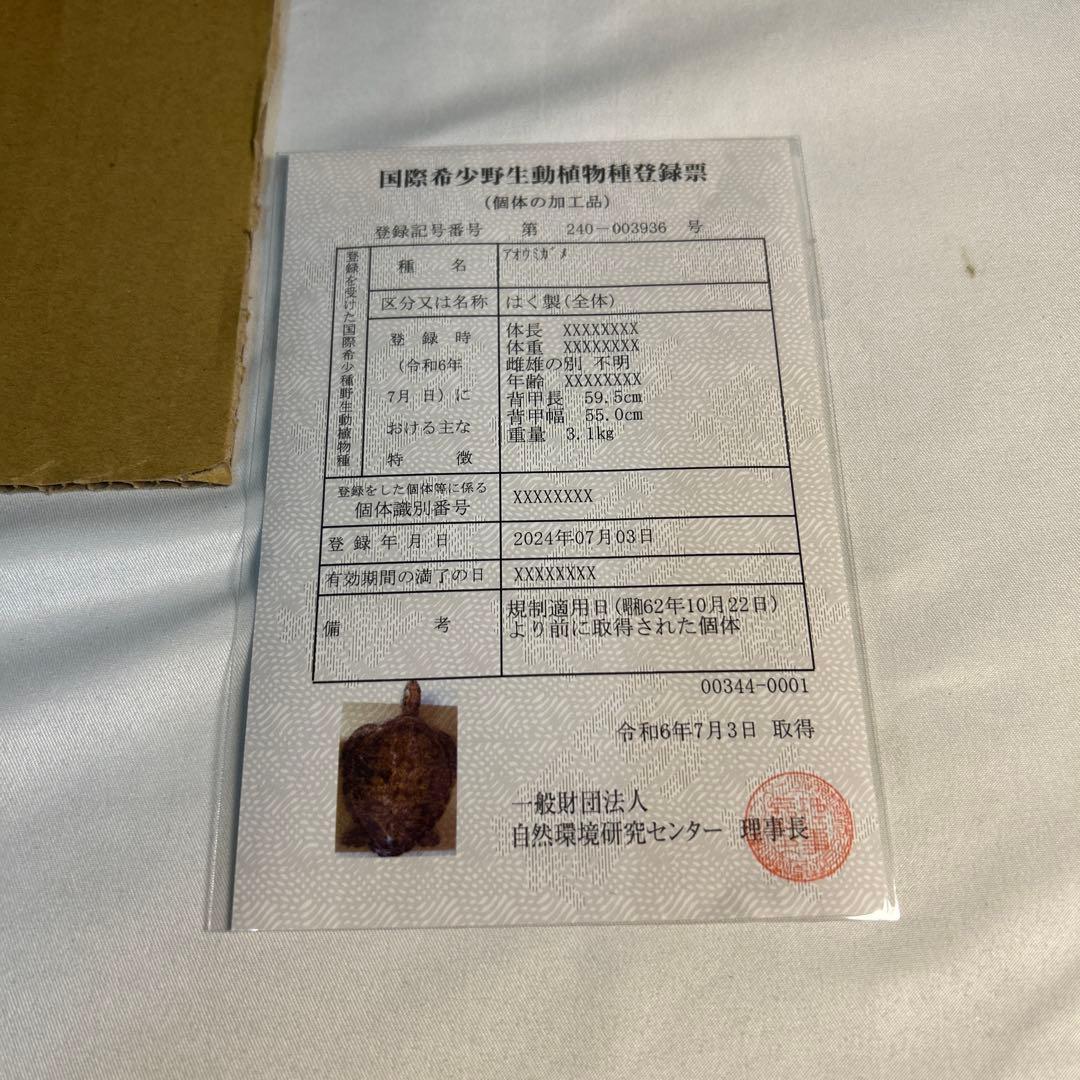 国際希少野生動植物種登録票
(個体の加工品)
登録記号番号 第 240-003936 号
登録を受けた国際希少種野生動植物種
種 名 アオウミガメ
区分又は名称 はく製(全体)
登録時
(令和6年
7月 日)に
おける主な
特 徴
体長 XXXXXXXX
体重 XXXXXXXX
雌雄の別 不明
年齢 XXXXXXXX
背甲長 59.5cm
背甲幅 55.0cm
重量 3.1kg
登録をした個体等に係る
個体識別番号 XXXXXXXX
登録年月日 2024年07月03日
有効期間の満了の日 XXXXXXXX
備 考
規制適用日(昭和62年10月22日)
より前に取得された個体
00344-0001
令和6年7月3日 取得
一般財団法人
自然環境研究センター 理事長